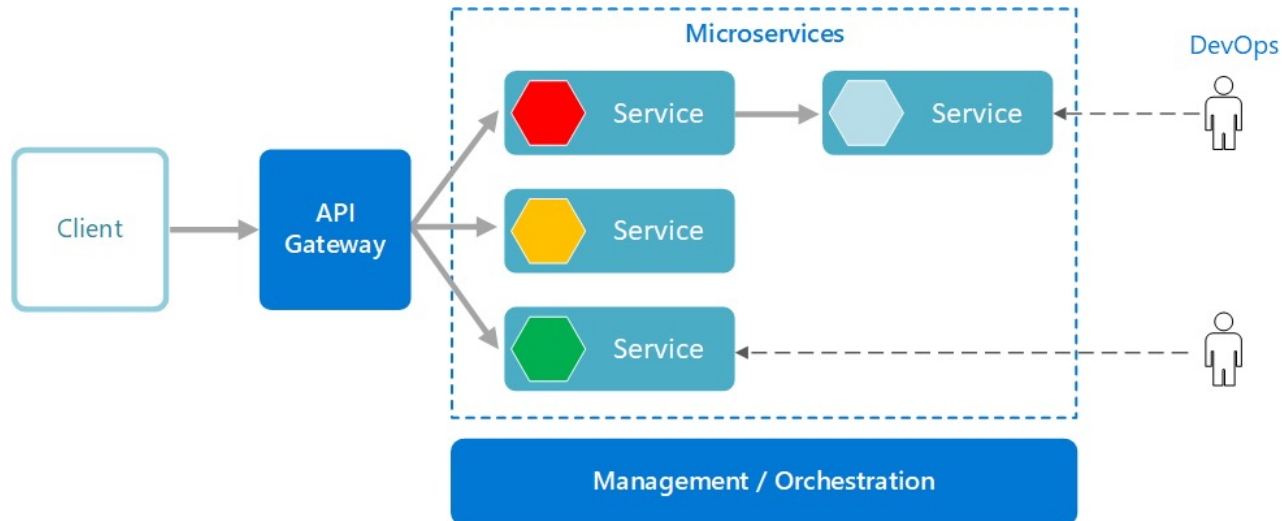 Microservices
DevOps
Service
Service
Client
API
Gateway
Service
Service
Management / Orchestration